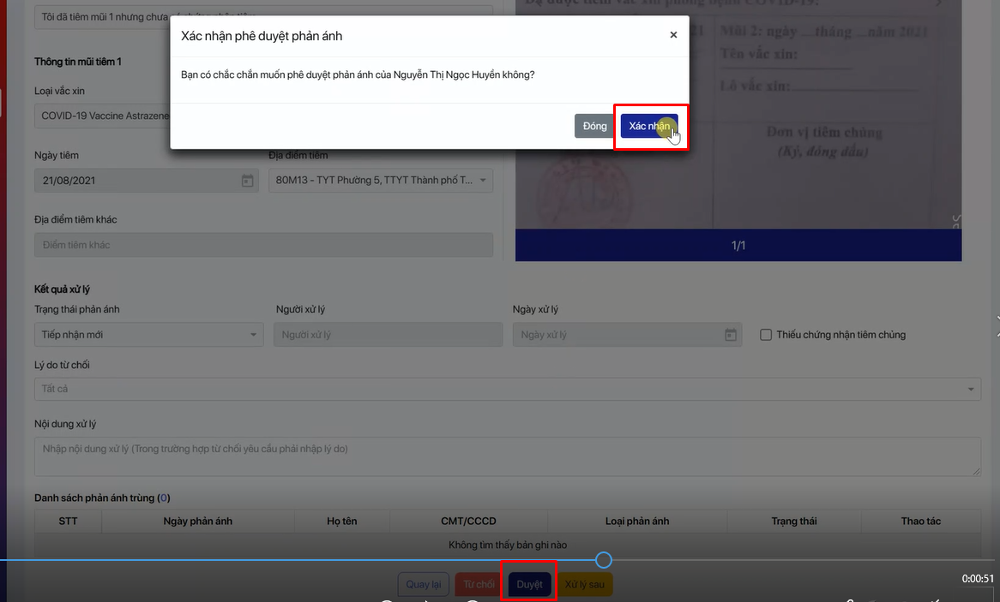 Tôi đã tiêm mũi 1 nhưng chưa có chứng nhận tiêm
Xác nhận phê duyệt phản ánh
×
Bạn có chắc chắn muốn phê duyệt phản ánh của Nguyễn Thị Ngọc Huyền không?
Đóng
Xác nhận
Thông tin mũi tiêm 1
Loại vắc xin
COVID-19 Vaccine Astrazene
Ngày tiêm
Địa điểm tiêm
21/08/2021
80M13 - TYT Phường 5, TTYT Thành phố T...
Địa điểm tiêm khác
Điểm tiêm khác
Mũi 2: ngày ....tháng ...năm 2021
Tên vắc xin:
Lô vắc xin:
Đơn vị tiêm chủng
(Ký, đóng dấu)
1/1
Kết quả xử lý
Trạng thái phản ánh
Người xử lý
Ngày xử lý
Tiếp nhận mới
Người xử lý
Ngày xử lý
Thiếu chứng nhận tiêm chủng
Lý do từ chối
Tất cả
Nội dung xử lý
Nhập nội dung xử lý (Trong trường hợp từ chối yêu cầu phải nhập lý do)
Danh sách phản ánh trùng (0)
STT
Ngày phản ánh
Họ tên
CMT/CCCD
Loại phản ánh
Trạng thái
Thao tác
Không tìm thấy bản ghi nào
Quay lại
Từ chối
Duyệt
Xử lý sau
0:00:51